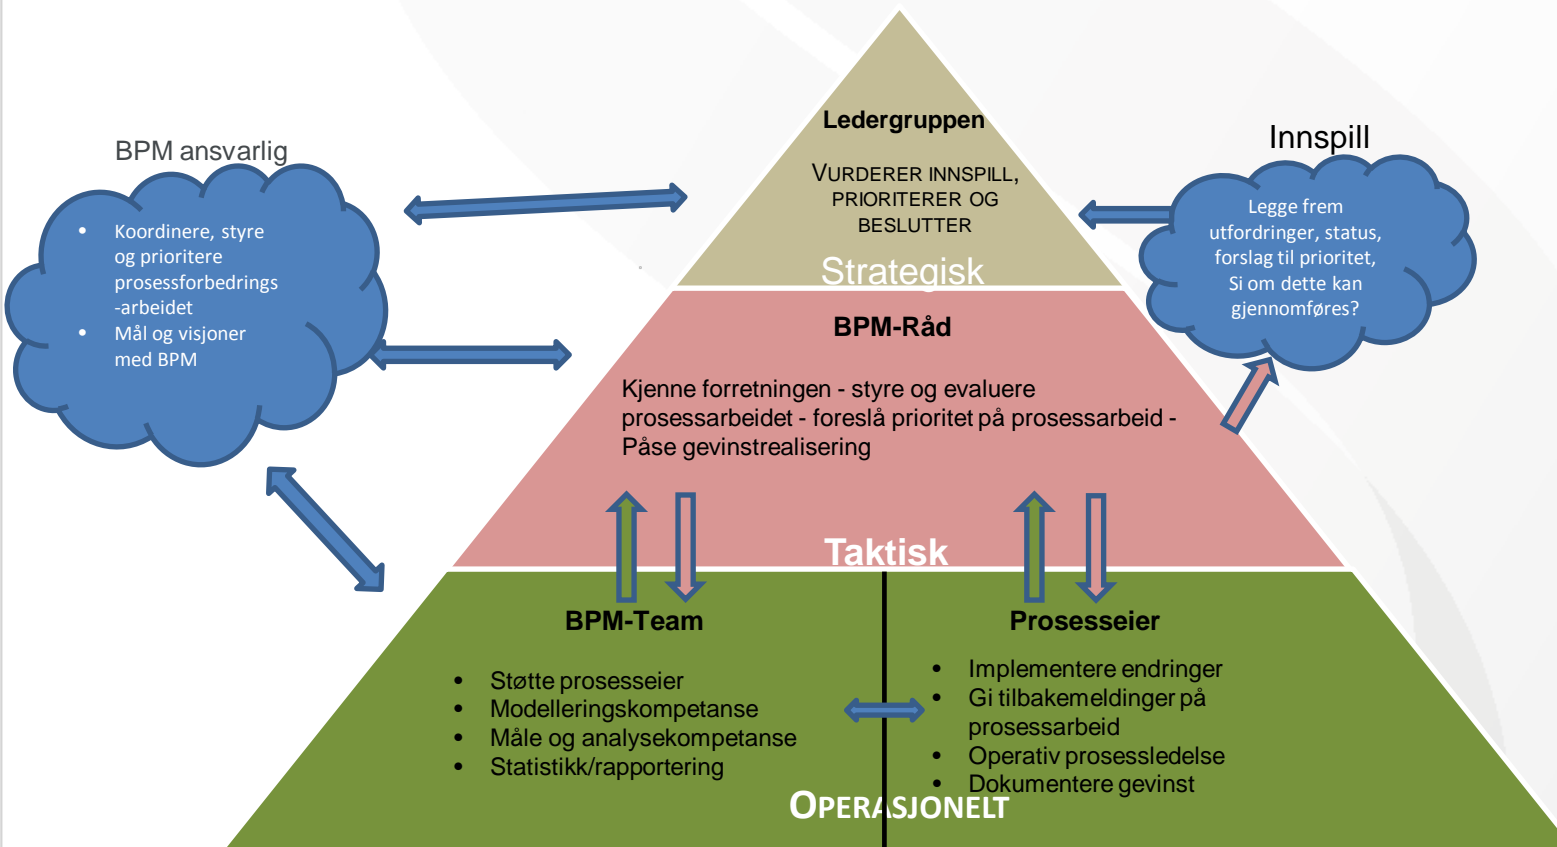 BPM ansvarlig
• Koordinere, styre
og prioritere
prosessforbedrings
-arbeidet
• Mål og visjoner
med BPM
Ledergruppen
VURDERER INNSPILL,
PRIORITERER OG
BESLUTTER
Strategisk
Innspill
Legge frem
utfordringer, status,
forslag til prioritet,
Si om dette kan
gjennomføres?
BPM-Råd
Kjenne forretningen - styre og evaluere
prosessarbeidet - foreslå prioritet på prosessarbeid -
Påse gevinstrealisering
Taktisk
BPM-Team
• Støtte prosesseier
• Modelleringskompetanse
• Måle og analysekompetanse
• Statistikk/rapportering
Prosesseier
• Implementere endringer
• Gi tilbakemeldinger på
prosessarbeid
• Operativ prosessledelse
• Dokumentere gevinst
OPERASJONELT